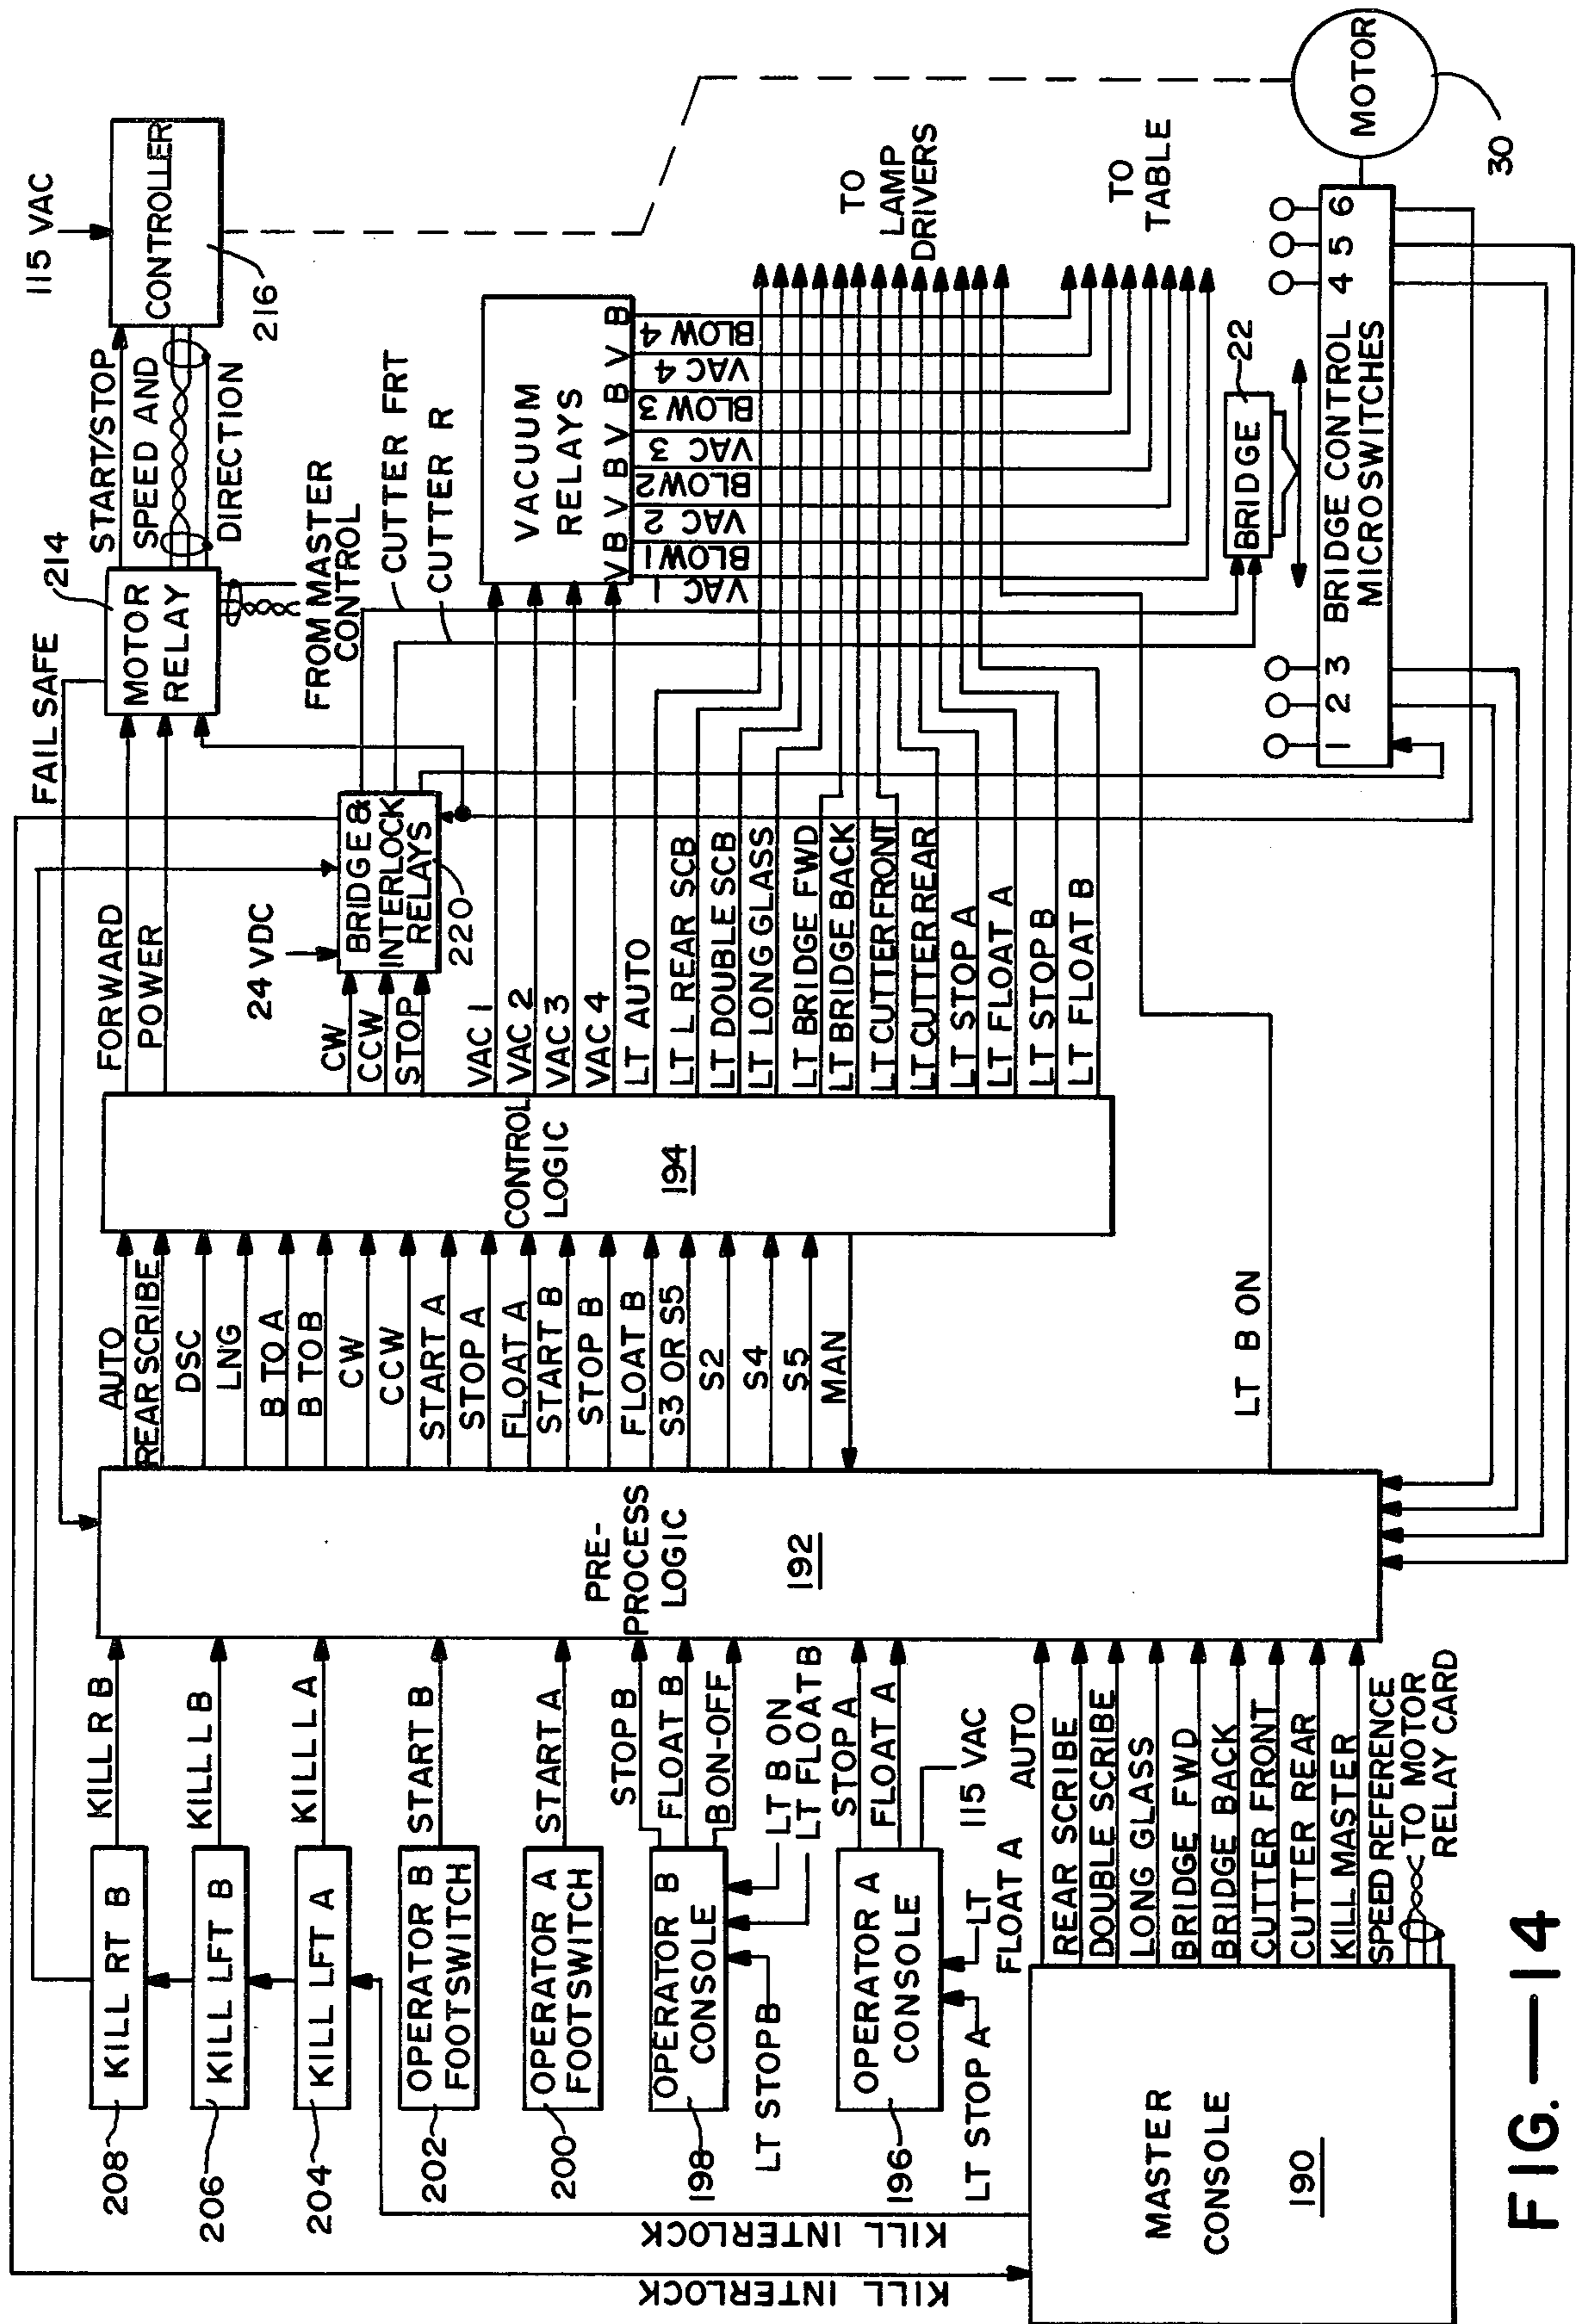 115 VAC
CONTROLLER
216
START/STOP
SPEED AND
DIRECTION
214
MOTOR
RELAY
FAIL SAFE
FROM MASTER
CONTROL
CUTTER FRT
CUTTER R
FORWARD
POWER
24 VDC
BRIDGE &
INTERLOCK
RELAYS
220
CW
CCW
STOP
VACUUM
RELAYS
V B V B V B V B
VAC 1
BLOW 1
VAC 2
BLOW 2
VAC 3
BLOW 3
VAC 4
BLOW 4
VAC 1
VAC 2
VAC 3
VAC 4
LT AUTO
LT L REAR SCB
LT DOUBLE SCB
LT LONG GLASS
LT BRIDGE FWD
LT BRIDGE BACK
LT CUTTER FRONT
LT CUTTER REAR
LT STOP A
LT FLOAT A
LT STOP B
LT FLOAT B
TO
LAMP
DRIVERS
TO
TABLE
MOTOR
30
22
BRIDGE
1 2 3 BRIDGE CONTROL 4 5 6
MICROSWITCHES
CONTROL
LOGIC
194
AUTO
REAR SCRIBE
DSC
LNG
B TO A
B TO B
CW
CCW
START A
STOP A
FLOAT A
START B
STOP B
FLOAT B
S3 OR S5
S2
S4
S5
MAN
LT B ON
PRE-
PROCESS
LOGIC
192
KILL R B
KILL L B
KILL L A
START B
START A
STOP B
FLOAT B
B ON-OFF
LT B ON
LT FLOAT B
STOP A
FLOAT A
115 VAC
208
KILL RT B
206
KILL LFT B
204
KILL LFT A
202
OPERATOR B
FOOTSWITCH
200
OPERATOR A
FOOTSWITCH
198
OPERATOR B
CONSOLE
LT STOP B
196
OPERATOR A
CONSOLE
LT STOP A
LT
FLOAT A
AUTO
REAR SCRIBE
DOUBLE SCRIBE
LONG GLASS
BRIDGE FWD
BRIDGE BACK
CUTTER FRONT
CUTTER REAR
KILL MASTER
SPEED REFERENCE
TO MOTOR
RELAY CARD
KILL INTERLOCK
KILL INTERLOCK
MASTER
CONSOLE
190
FIG.—14